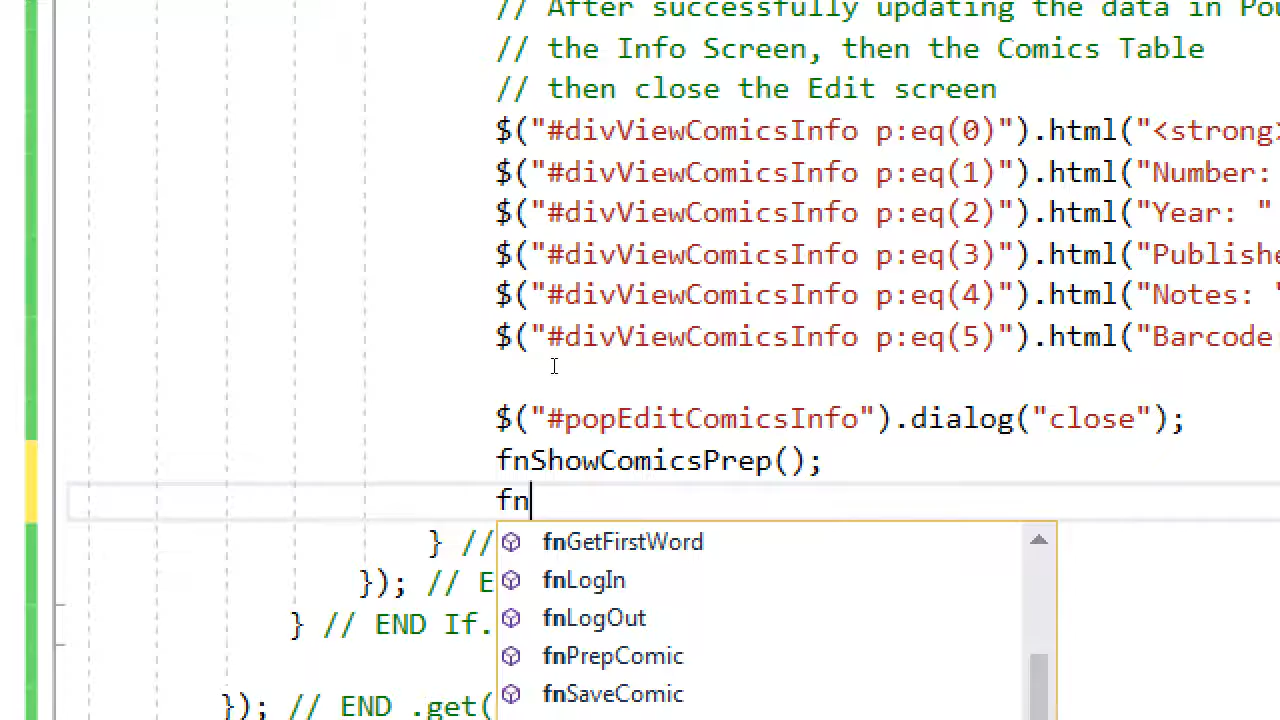 // After successfully updating the data in Pou
// the Info Screen, then the Comics Table
// then close the Edit screen
$("#divViewComicsInfo p:eq(0)").html("<strong>
$("#divViewComicsInfo p:eq(1)").html("Number:
$("#divViewComicsInfo p:eq(2)").html("Year: "
$("#divViewComicsInfo p:eq(3)").html("Publishe
$("#divViewComicsInfo p:eq(4)").html("Notes: "
$("#divViewComicsInfo p:eq(5)").html("Barcode:
$("#popEditComicsInfo").dialog("close");
fnShowComicsPrep();
fn
} //
fnGetFirstWord
}); // E
fnLogIn
} // END If.
fnLogOut
fnPrepComic
fnSaveComic
}); // END .get(